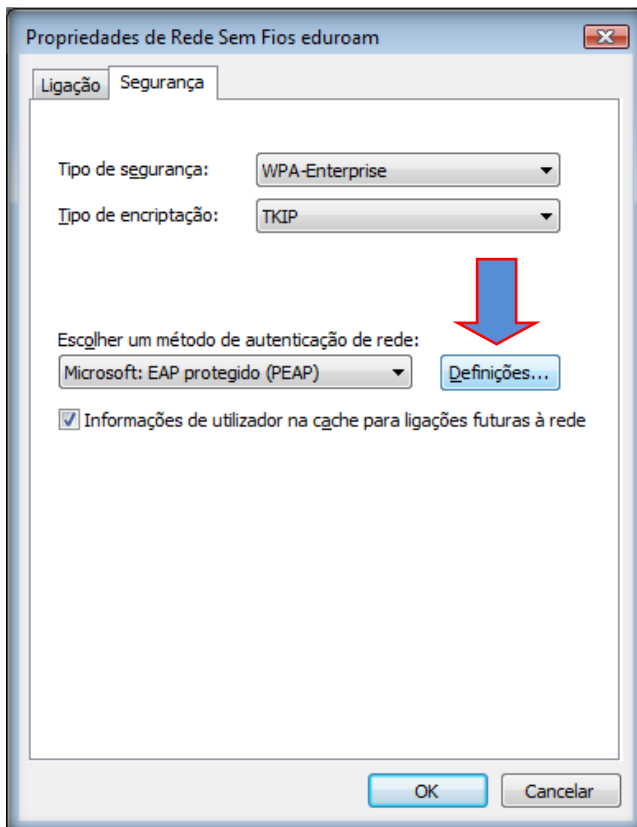 Propriedades de Rede Sem Fios eduroam
Ligação Segurança
Tipo de segurança: WPA-Enterprise
Tipo de encriptação: TKIP
Escolher um método de autenticação de rede:
Microsoft: EAP protegido (PEAP) Definições...
Informações de utilizador na cache para ligações futuras à rede
OK Cancelar